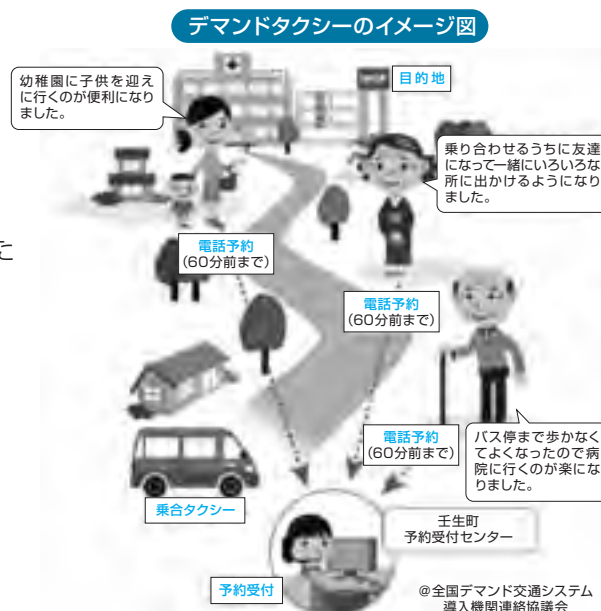 デマンドタクシーのイメージ図
幼稚園に子供を迎え
に行くのが便利になり
ました。
目的地
乗り合わせるうちに友達
になって一緒にいろいろな
所に出かけるようになり
ました。
た
電話予約
(60分前まで)
電話予約
(60分前まで)
電話予約
(60分前まで)
バス停まで歩かなく
てよくなったので病
院に行くのが楽にな
りました。
乗合タクシー
壬生町
予約受付センター
予約受付
@全国デマンド交通システム
導入機関連絡協議会